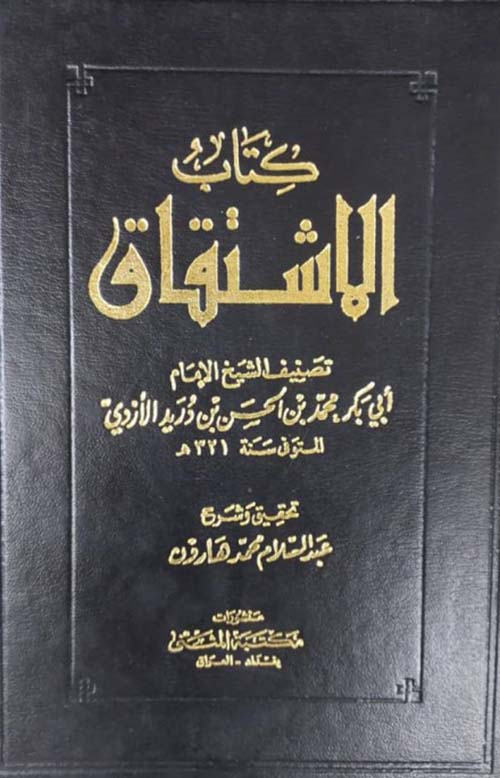 كِتَابُ
الاشتقاق
تصنيف الشيخ الإمام
أبي بكر محمد بن الحسن بن دريد الأزدي
المتوفى سنة ٣٢١ هـ
تحقيق وشرح
عبد السلام محمد هارون
منشورات
مكتبة المثنى
بغداد - العراق